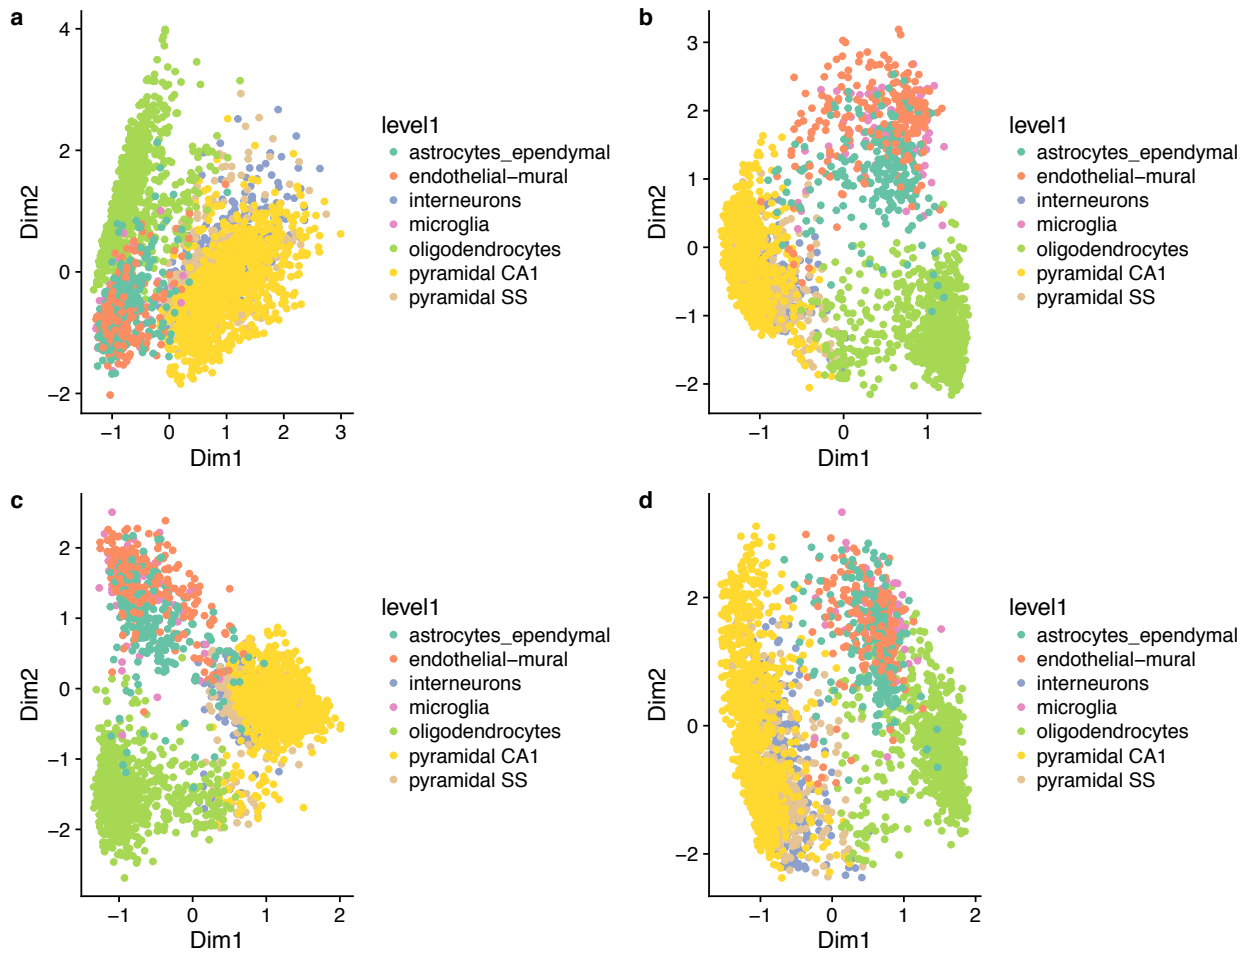 a
4
2
0
−2
Dim2
−1 0 1 2 3
Dim1
level1
astrocytes_ependymal
endothelial−mural
interneurons
microglia
oligodendrocytes
pyramidal CA1
pyramidal SS
b
3
2
1
0
−1
−2
Dim2
−1 0 1
Dim1
level1
astrocytes_ependymal
endothelial−mural
interneurons
microglia
oligodendrocytes
pyramidal CA1
pyramidal SS
c
2
1
0
−1
−2
Dim2
−1 0 1 2
Dim1
level1
astrocytes_ependymal
endothelial−mural
interneurons
microglia
oligodendrocytes
pyramidal CA1
pyramidal SS
d
2
0
−2
Dim2
−1 0 1 2
Dim1
level1
astrocytes_ependymal
endothelial−mural
interneurons
microglia
oligodendrocytes
pyramidal CA1
pyramidal SS